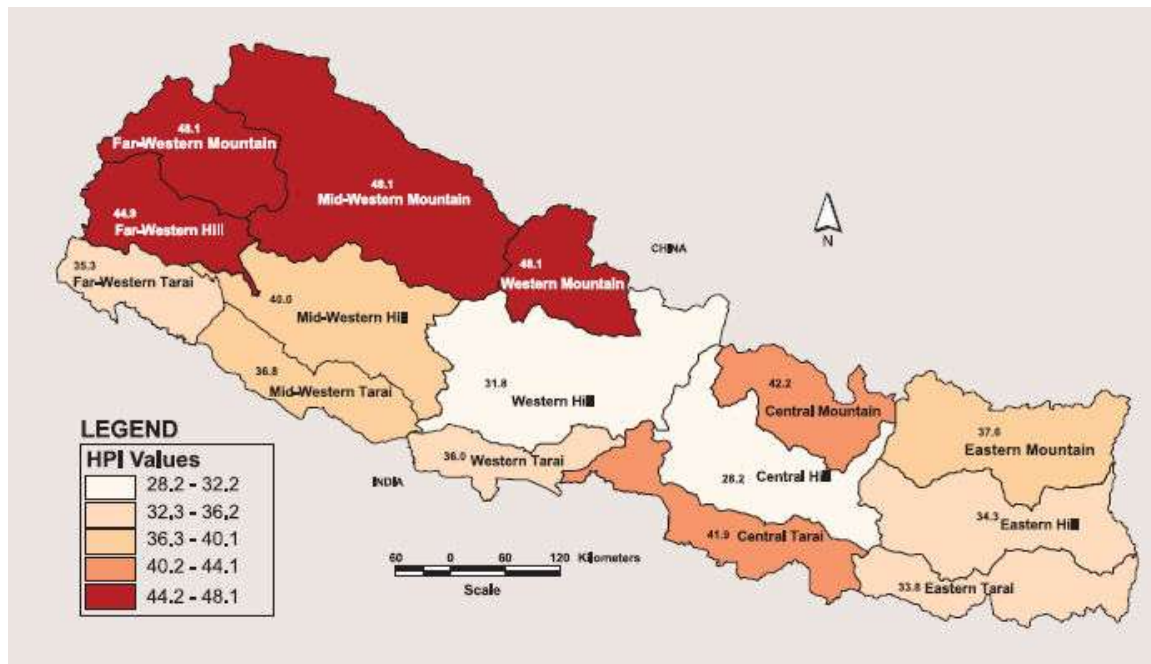 48.1
Far-Western Mountain
48.1
Mid-Western Mountain
44.9
Far-Western Hill
N
CHINA
48.1
Western Mountain
35.3
Far-Western Tarai
40.0
Mid-Western Hill
36.8
Mid-Western Tarai
31.8
Western Hill
42.2
Central Mountain
37.6
Eastern Mountain
36.0 Western Tarai
INDIA
28.2 Central Hill
34.3
Eastern Hill
41.9 Central Tarai
33.8 Eastern Tarai
LEGEND
HPI Values
28.2 - 32.2
32.3 - 36.2
36.3 - 40.1
40.2 - 44.1
44.2 - 48.1
60 0 60 120 Kilometers
Scale